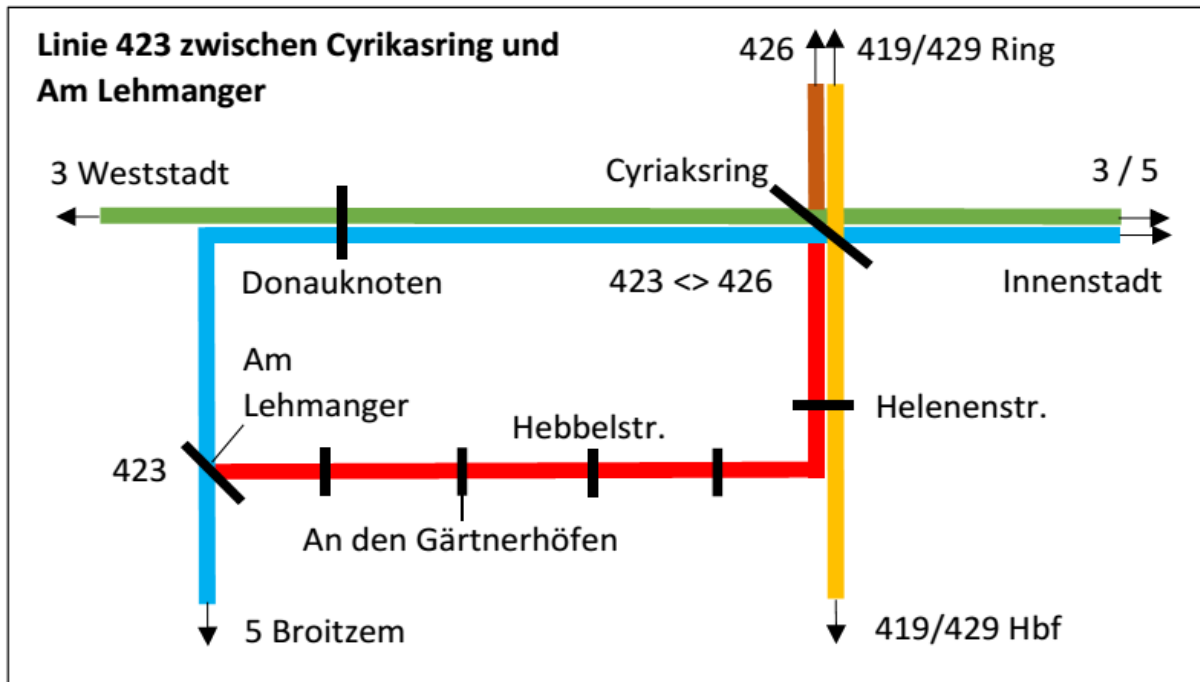 Linie 423 zwischen Cyrikasring und
Am Lehmanger
426
419/429 Ring
3 Weststadt
Cyriaksring
3 / 5
Donauknoten
423 <> 426
Innenstadt
Am
Lehmanger
Hebbelstr.
Helenenstr.
423
An den Gärtnerhöfen
5 Broitzem
419/429 Hbf